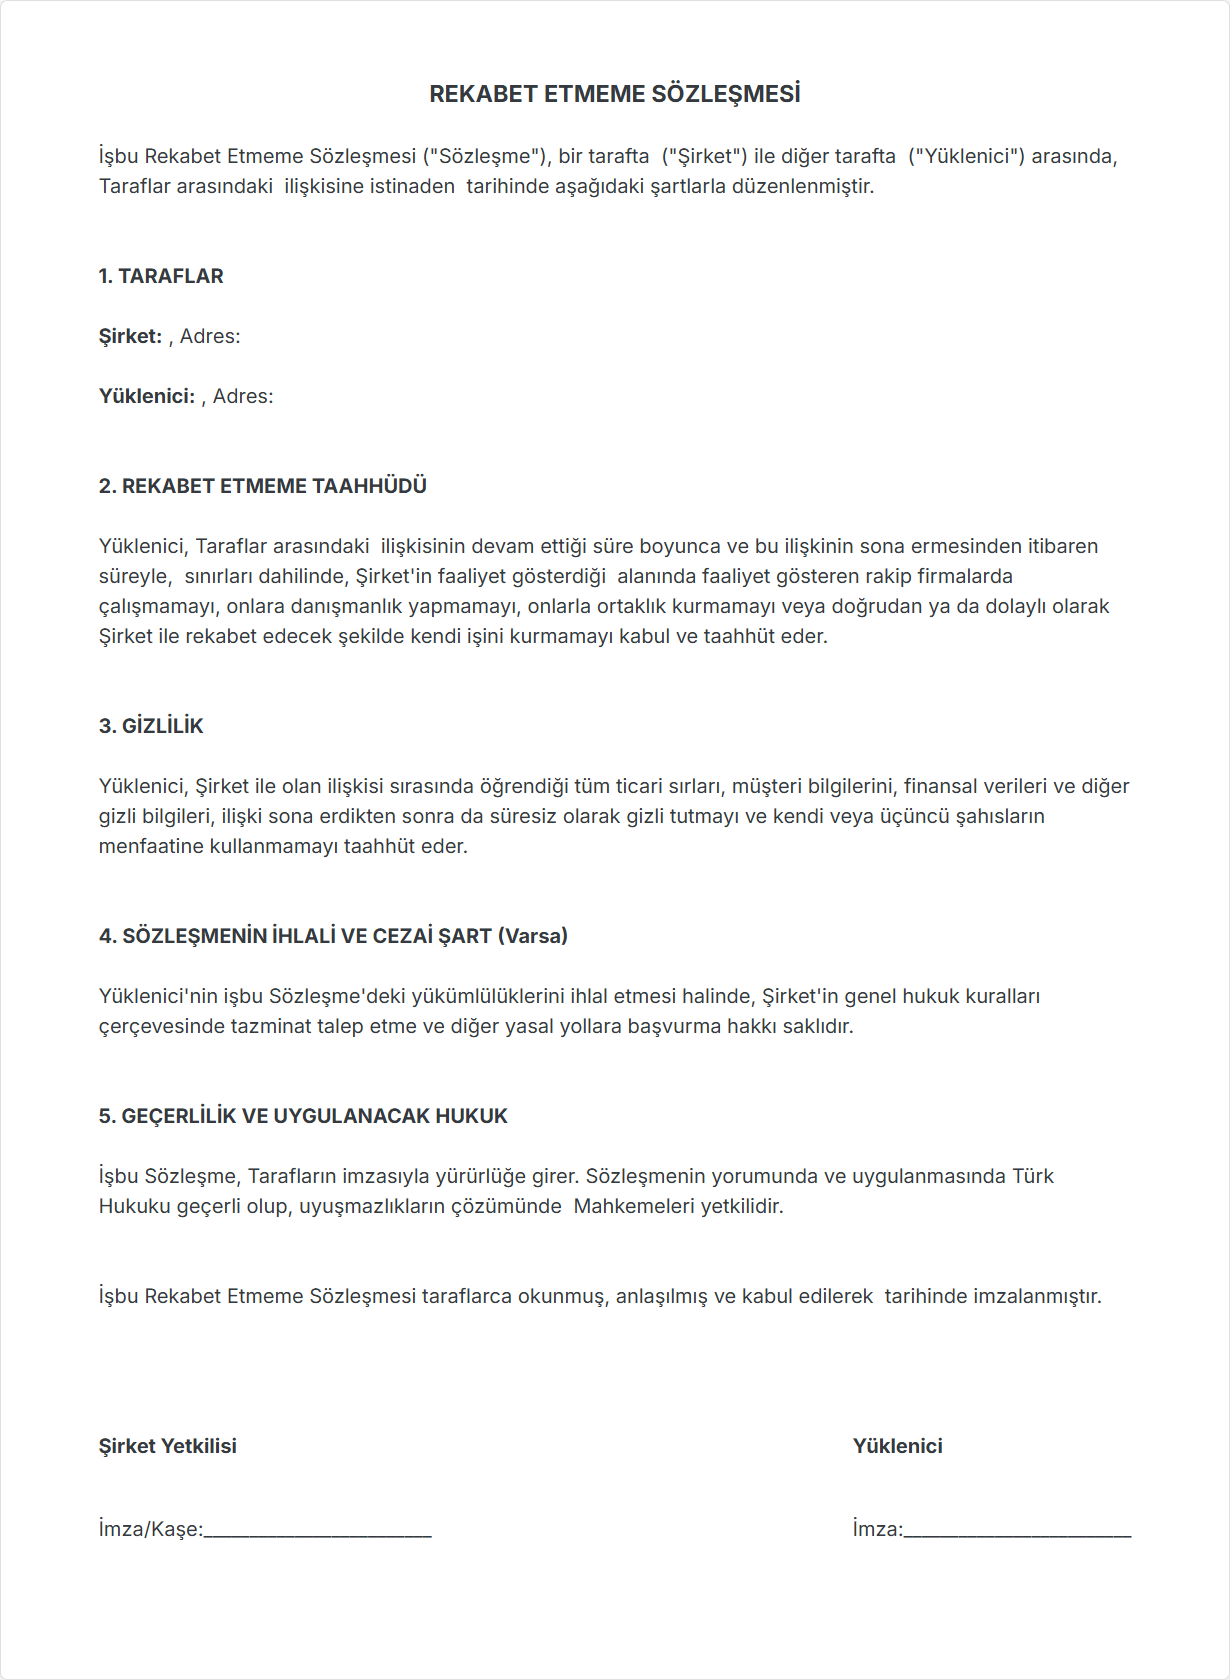 REKABET ETMEME SÖZLEŞMESİ
İşbu Rekabet Etmeme Sözleşmesi ("Sözleşme"), bir tarafta  ("Şirket") ile diğer tarafta  ("Yüklenici") arasında,
Taraflar arasındaki  ilişkisine istinaden  tarihinde aşağıdaki şartlarla düzenlenmiştir.
1. TARAFLAR
Şirket: , Adres:
Yüklenici: , Adres:
2. REKABET ETMEME TAAHHÜDÜ
Yüklenici, Taraflar arasındaki  ilişkisinin devam ettiği süre boyunca ve bu ilişkinin sona ermesinden itibaren
süreyle,  sınırları dahilinde, Şirket'in faaliyet gösterdiği  alanında faaliyet gösteren rakip firmalarda
çalışmamayı, onlara danışmanlık yapmamayı, onlarla ortaklık kurmamayı veya doğrudan ya da dolaylı olarak
Şirket ile rekabet edecek şekilde kendi işini kurmamayı kabul ve taahhüt eder.
3. GİZLİLİK
Yüklenici, Şirket ile olan ilişkisi sırasında öğrendiği tüm ticari sırları, müşteri bilgilerini, finansal verileri ve diğer
gizli bilgileri, ilişki sona erdikten sonra da süresiz olarak gizli tutmayı ve kendi veya üçüncü şahısların
menfaatine kullanmamayı taahhüt eder.
4. SÖZLEŞMENİN İHLALİ VE CEZAİ ŞART (Varsa)
Yüklenici'nin işbu Sözleşme'deki yükümlülüklerini ihlal etmesi halinde, Şirket'in genel hukuk kuralları
çerçevesinde tazminat talep etme ve diğer yasal yollara başvurma hakkı saklıdır.
5. GEÇERLİLİK VE UYGULANACAK HUKUK
İşbu Sözleşme, Tarafların imzasıyla yürürlüğe girer. Sözleşmenin yorumunda ve uygulanmasında Türk
Hukuku geçerli olup, uyuşmazlıkların çözümünde  Mahkemeleri yetkilidir.
İşbu Rekabet Etmeme Sözleşmesi taraflarca okunmuş, anlaşılmış ve kabul edilerek  tarihinde imzalanmıştır.
Şirket Yetkilisi
Yüklenici
İmza/Kaşe:_________________________
İmza:_________________________